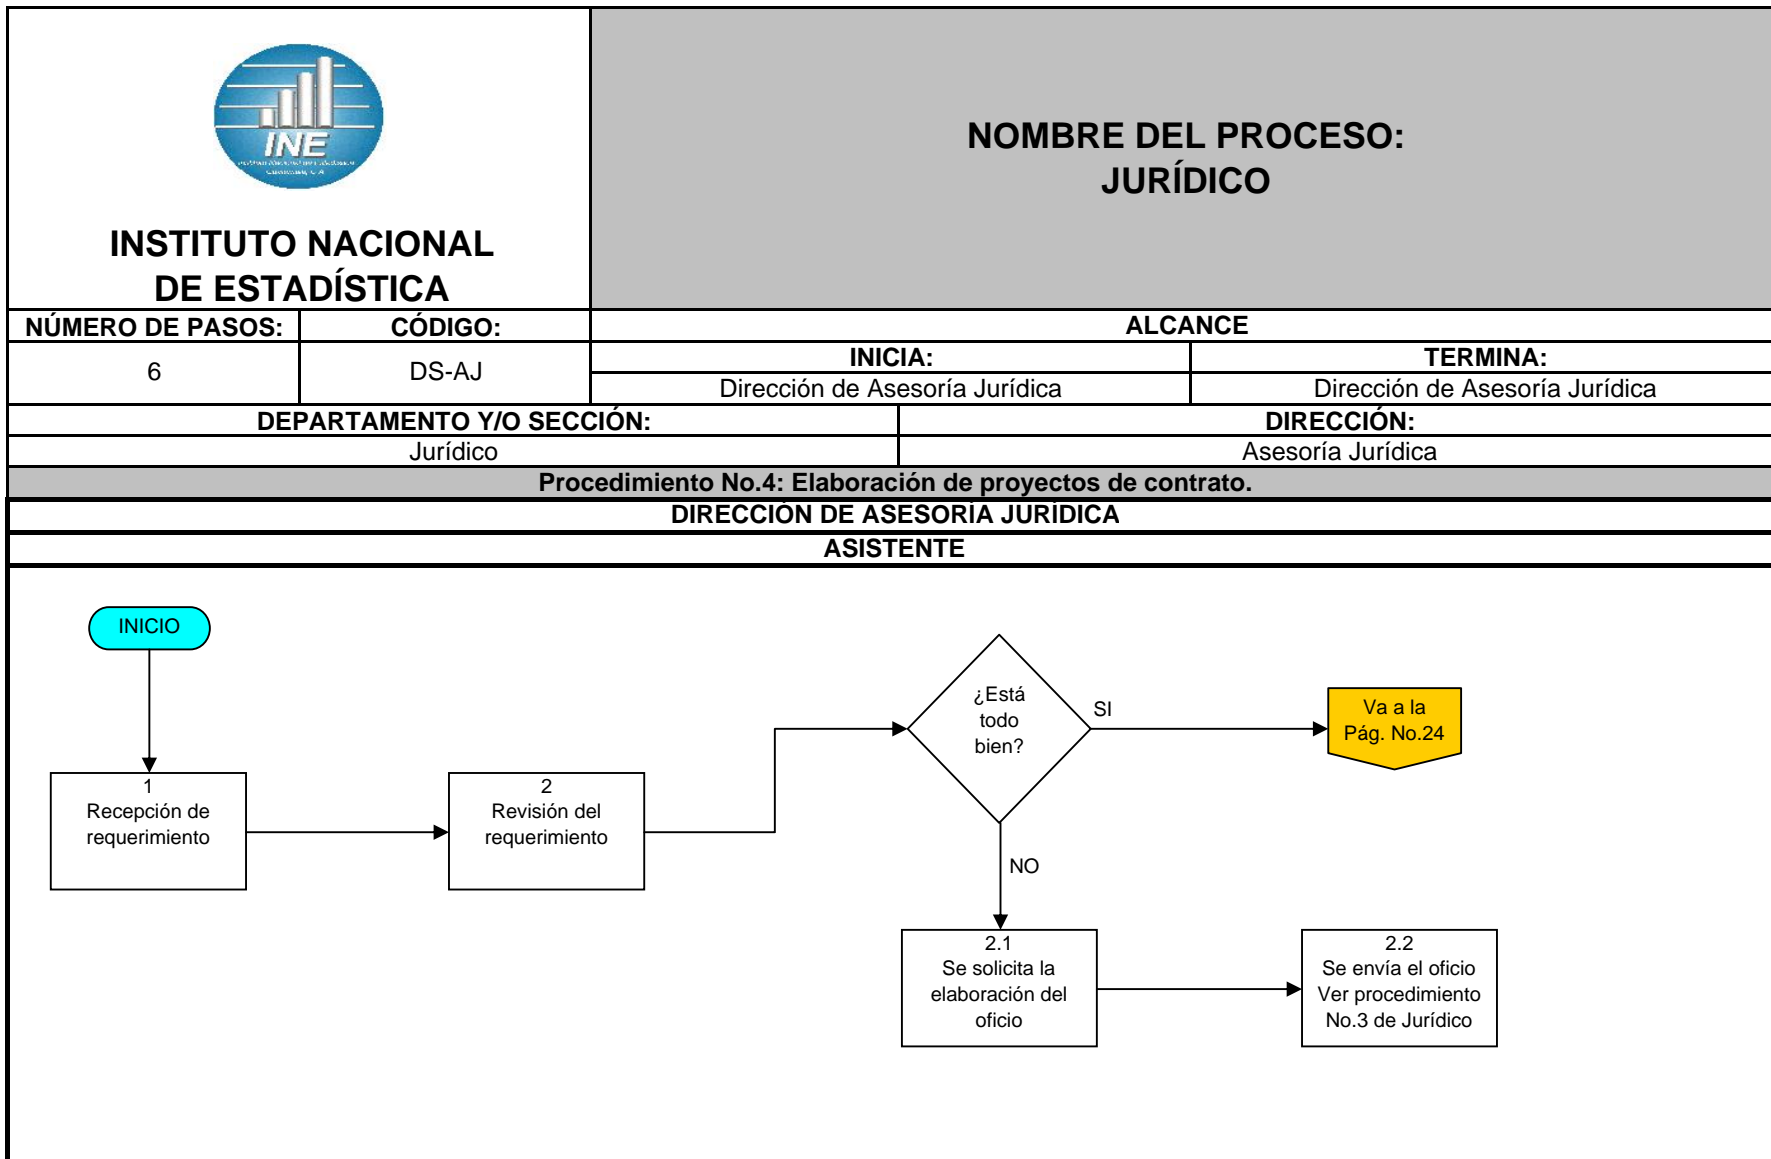 INE
INSTITUTO NACIONAL
DE ESTADÍSTICA
NOMBRE DEL PROCESO:
JURÍDICO
NÚMERO DE PASOS:
CÓDIGO:
ALCANCE
6
DS-AJ
INICIA:
TERMINA:
Dirección de Asesoría Jurídica
Dirección de Asesoría Jurídica
DEPARTAMENTO Y/O SECCIÓN:
DIRECCIÓN:
Jurídico
Asesoría Jurídica
Procedimiento No.4: Elaboración de proyectos de contrato.
DIRECCIÓN DE ASESORÍA JURÍDICA
ASISTENTE
INICIO
1
Recepción de
requerimiento
2
Revisión del
requerimiento
¿Está
todo
bien?
SI
Va a la
Pág. No.24
NO
2.1
Se solicita la
elaboración del
oficio
2.2
Se envía el oficio
Ver procedimiento
No.3 de Jurídico